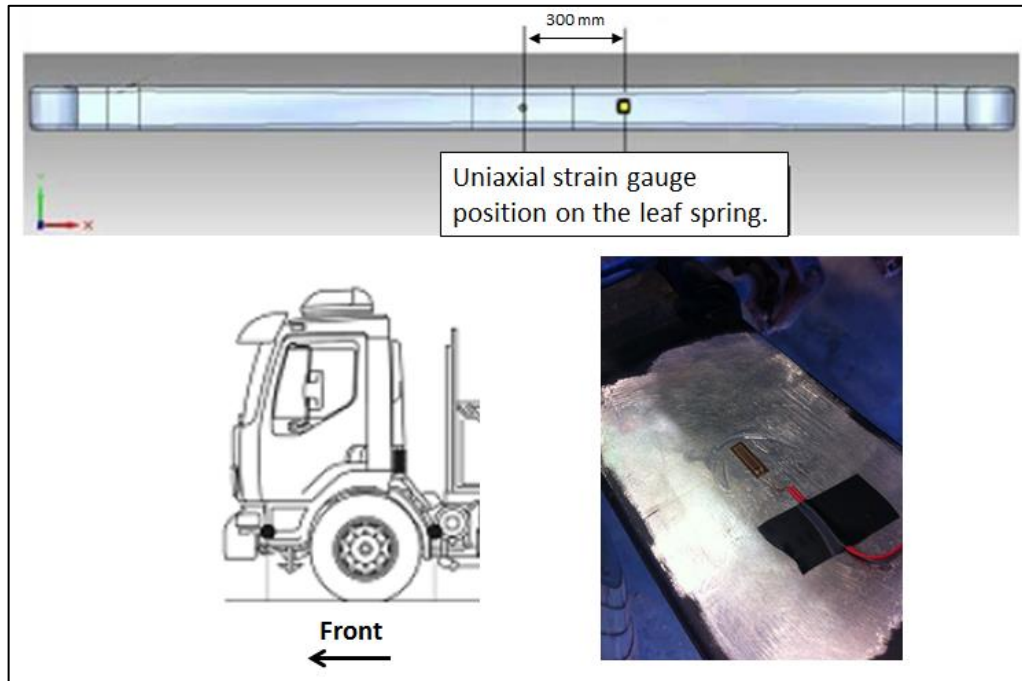 300 mm
Uniaxial strain gauge
position on the leaf spring.
X
Front